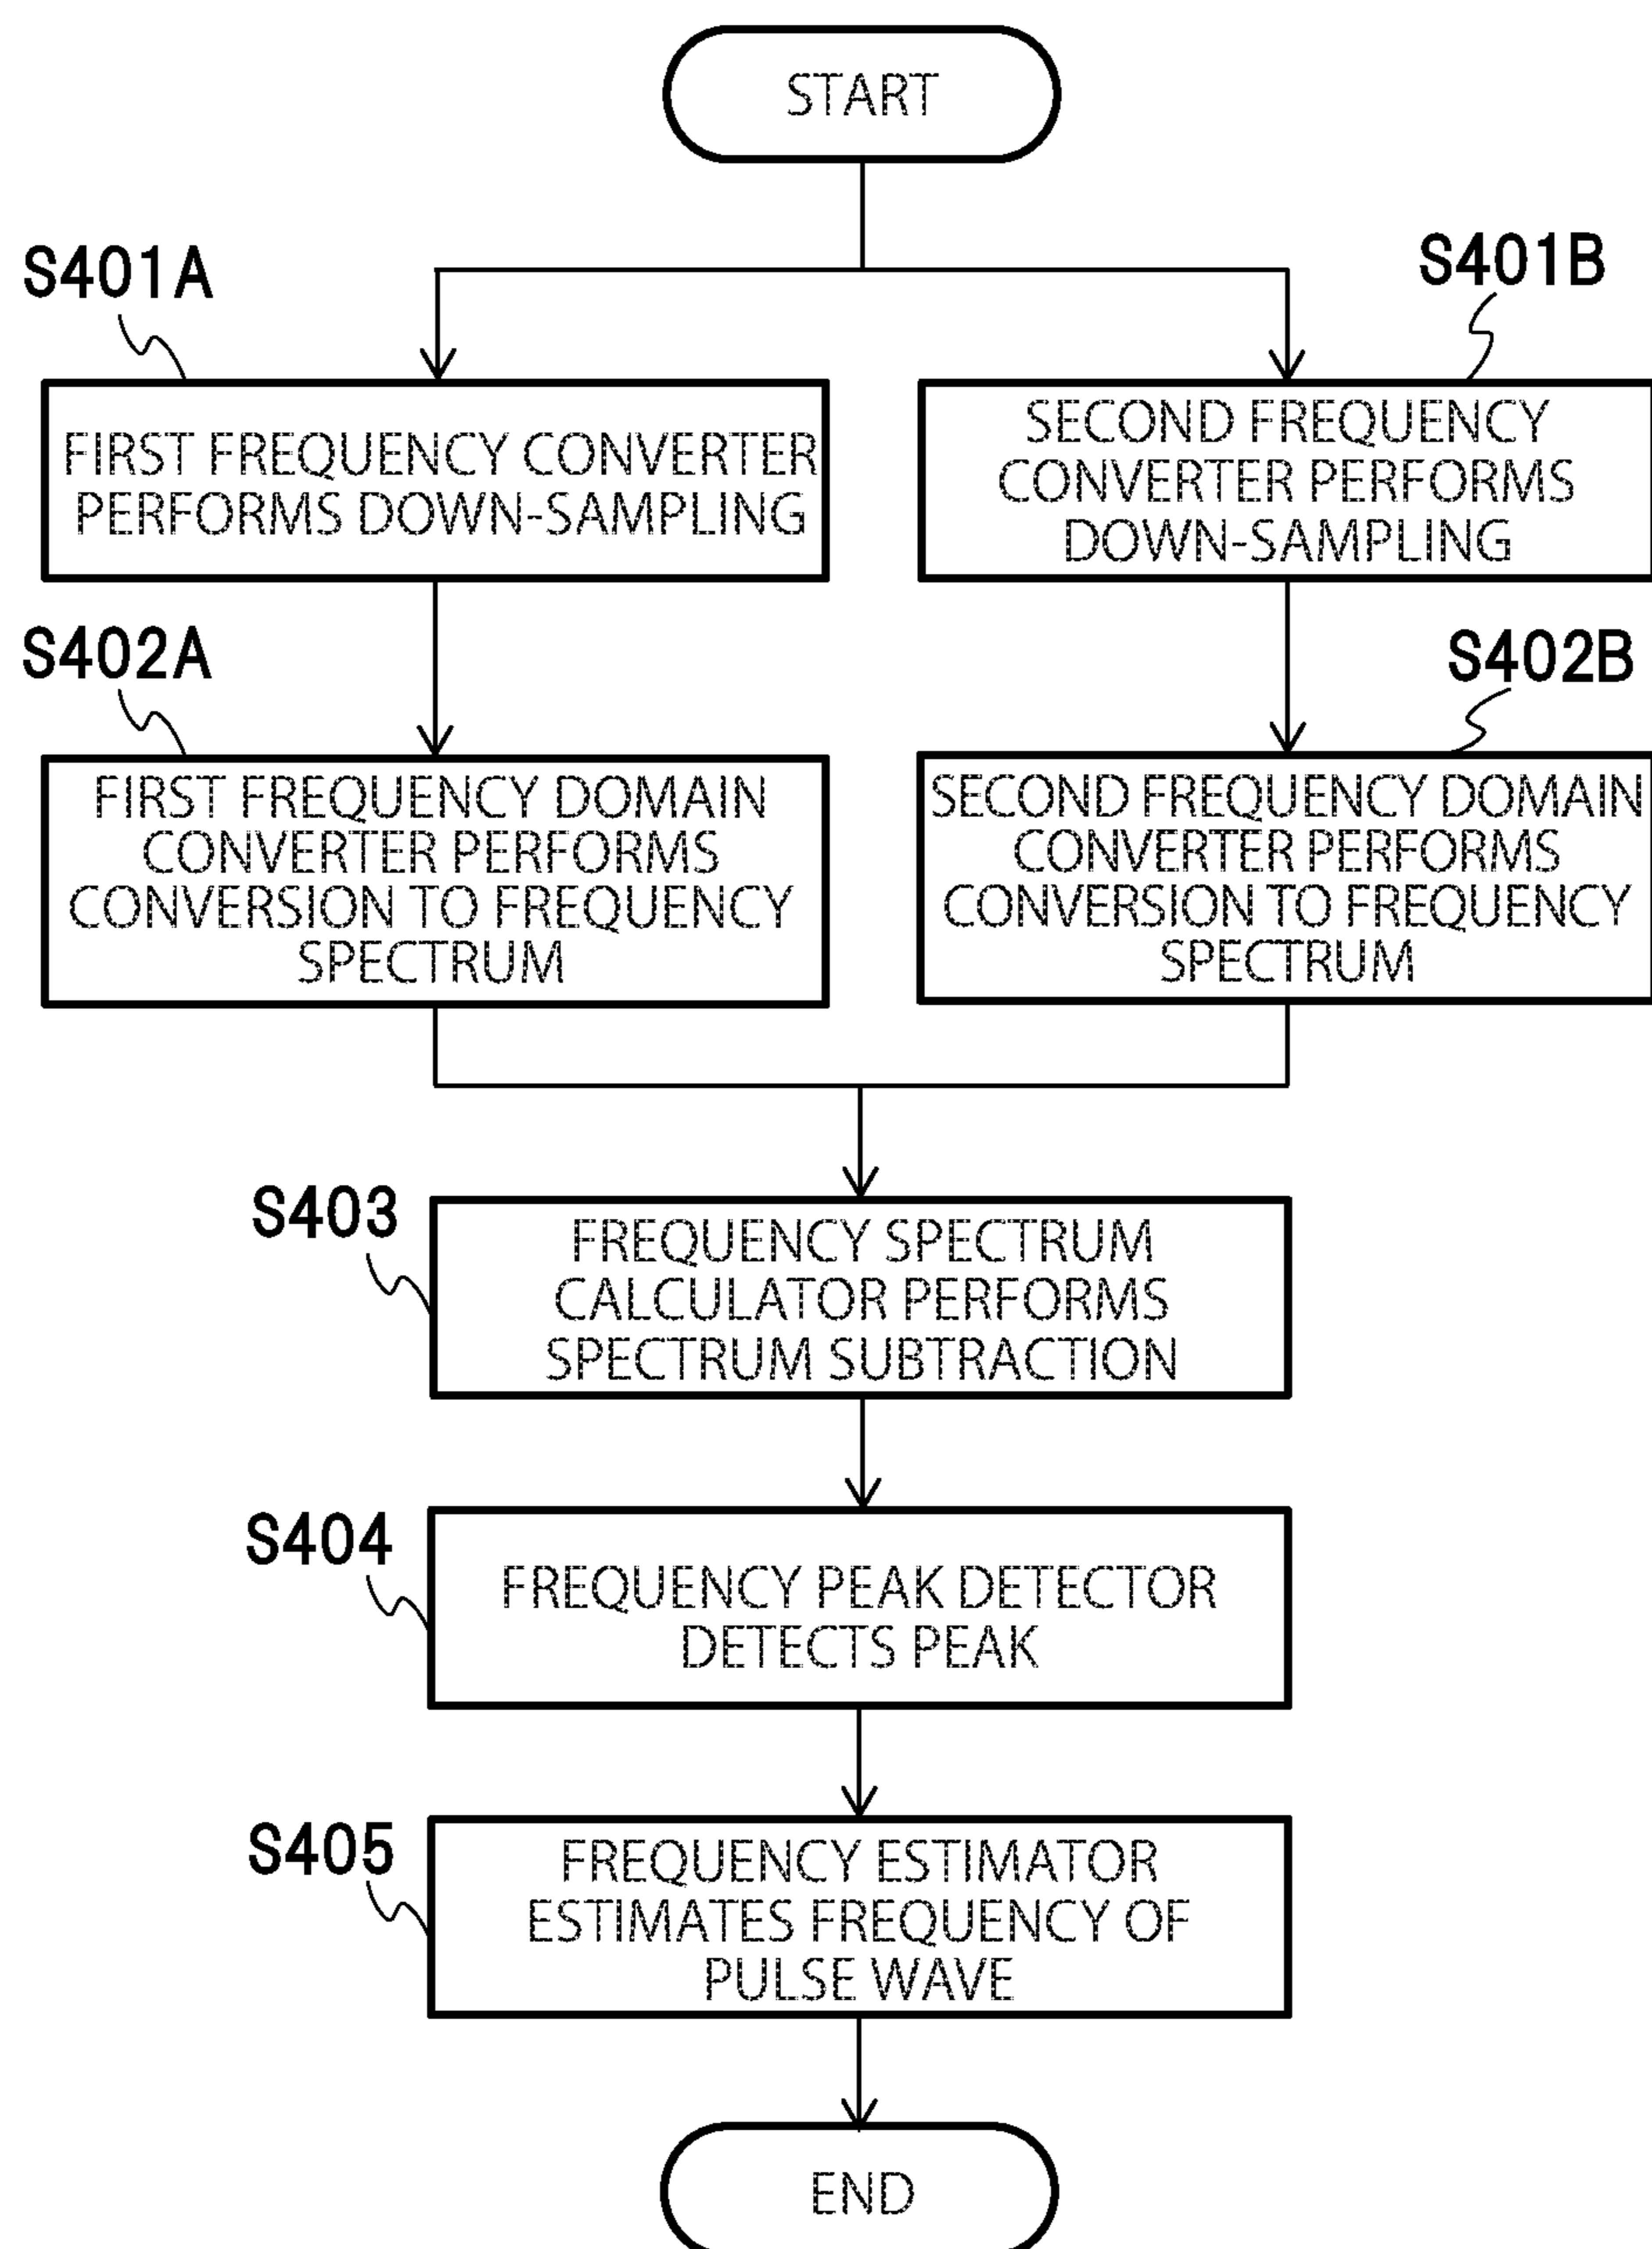 START
S401A
S401B
FIRST FREQUENCY CONVERTER
PERFORMS DOWN-SAMPLING
SECOND FREQUENCY
CONVERTER PERFORMS
DOWN-SAMPLING
S402A
S402B
FIRST FREQUENCY DOMAIN
CONVERTER PERFORMS
CONVERSION TO FREQUENCY
SPECTRUM
SECOND FREQUENCY DOMAIN
CONVERTER PERFORMS
CONVERSION TO FREQUENCY
SPECTRUM
S403
FREQUENCY SPECTRUM
CALCULATOR PERFORMS
SPECTRUM SUBTRACTION
S404
FREQUENCY PEAK DETECTOR
DETECTS PEAK
S405
FREQUENCY ESTIMATOR
ESTIMATES FREQUENCY OF
PULSE WAVE
END